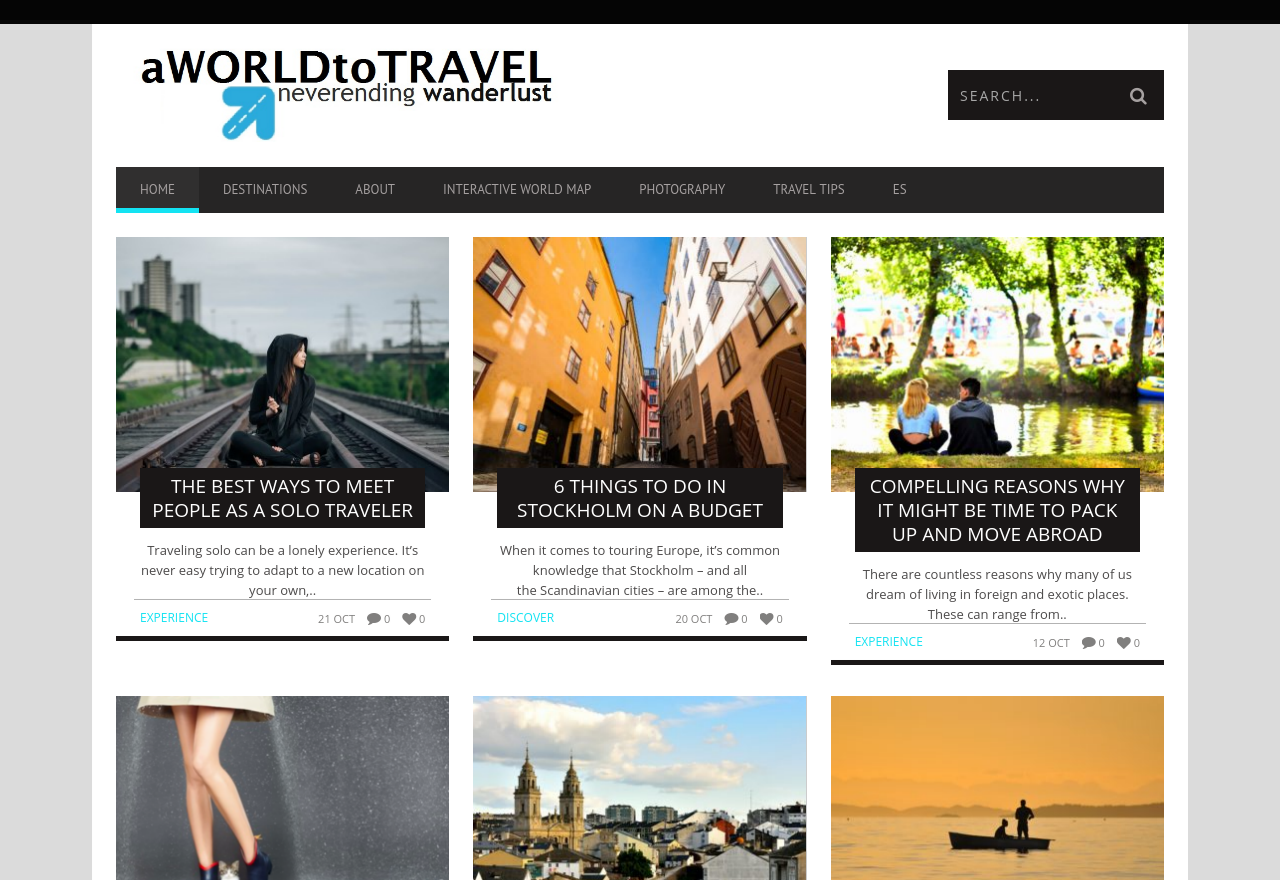 aWORLDtoTRAVEL
neverending wanderlust
SEARCH...
HOME DESTINATIONS ABOUT INTERACTIVE WORLD MAP PHOTOGRAPHY TRAVEL TIPS ES
THE BEST WAYS TO MEET
PEOPLE AS A SOLO TRAVELER
Traveling solo can be a lonely experience. It’s
never easy trying to adapt to a new location on
your own,..
EXPERIENCE 21 OCT 0 0
6 THINGS TO DO IN
STOCKHOLM ON A BUDGET
When it comes to touring Europe, it’s common
knowledge that Stockholm – and all
the Scandinavian cities – are among the..
DISCOVER 20 OCT 0 0
COMPELLING REASONS WHY
IT MIGHT BE TIME TO PACK
UP AND MOVE ABROAD
There are countless reasons why many of us
dream of living in foreign and exotic places.
These can range from..
EXPERIENCE 12 OCT 0 0